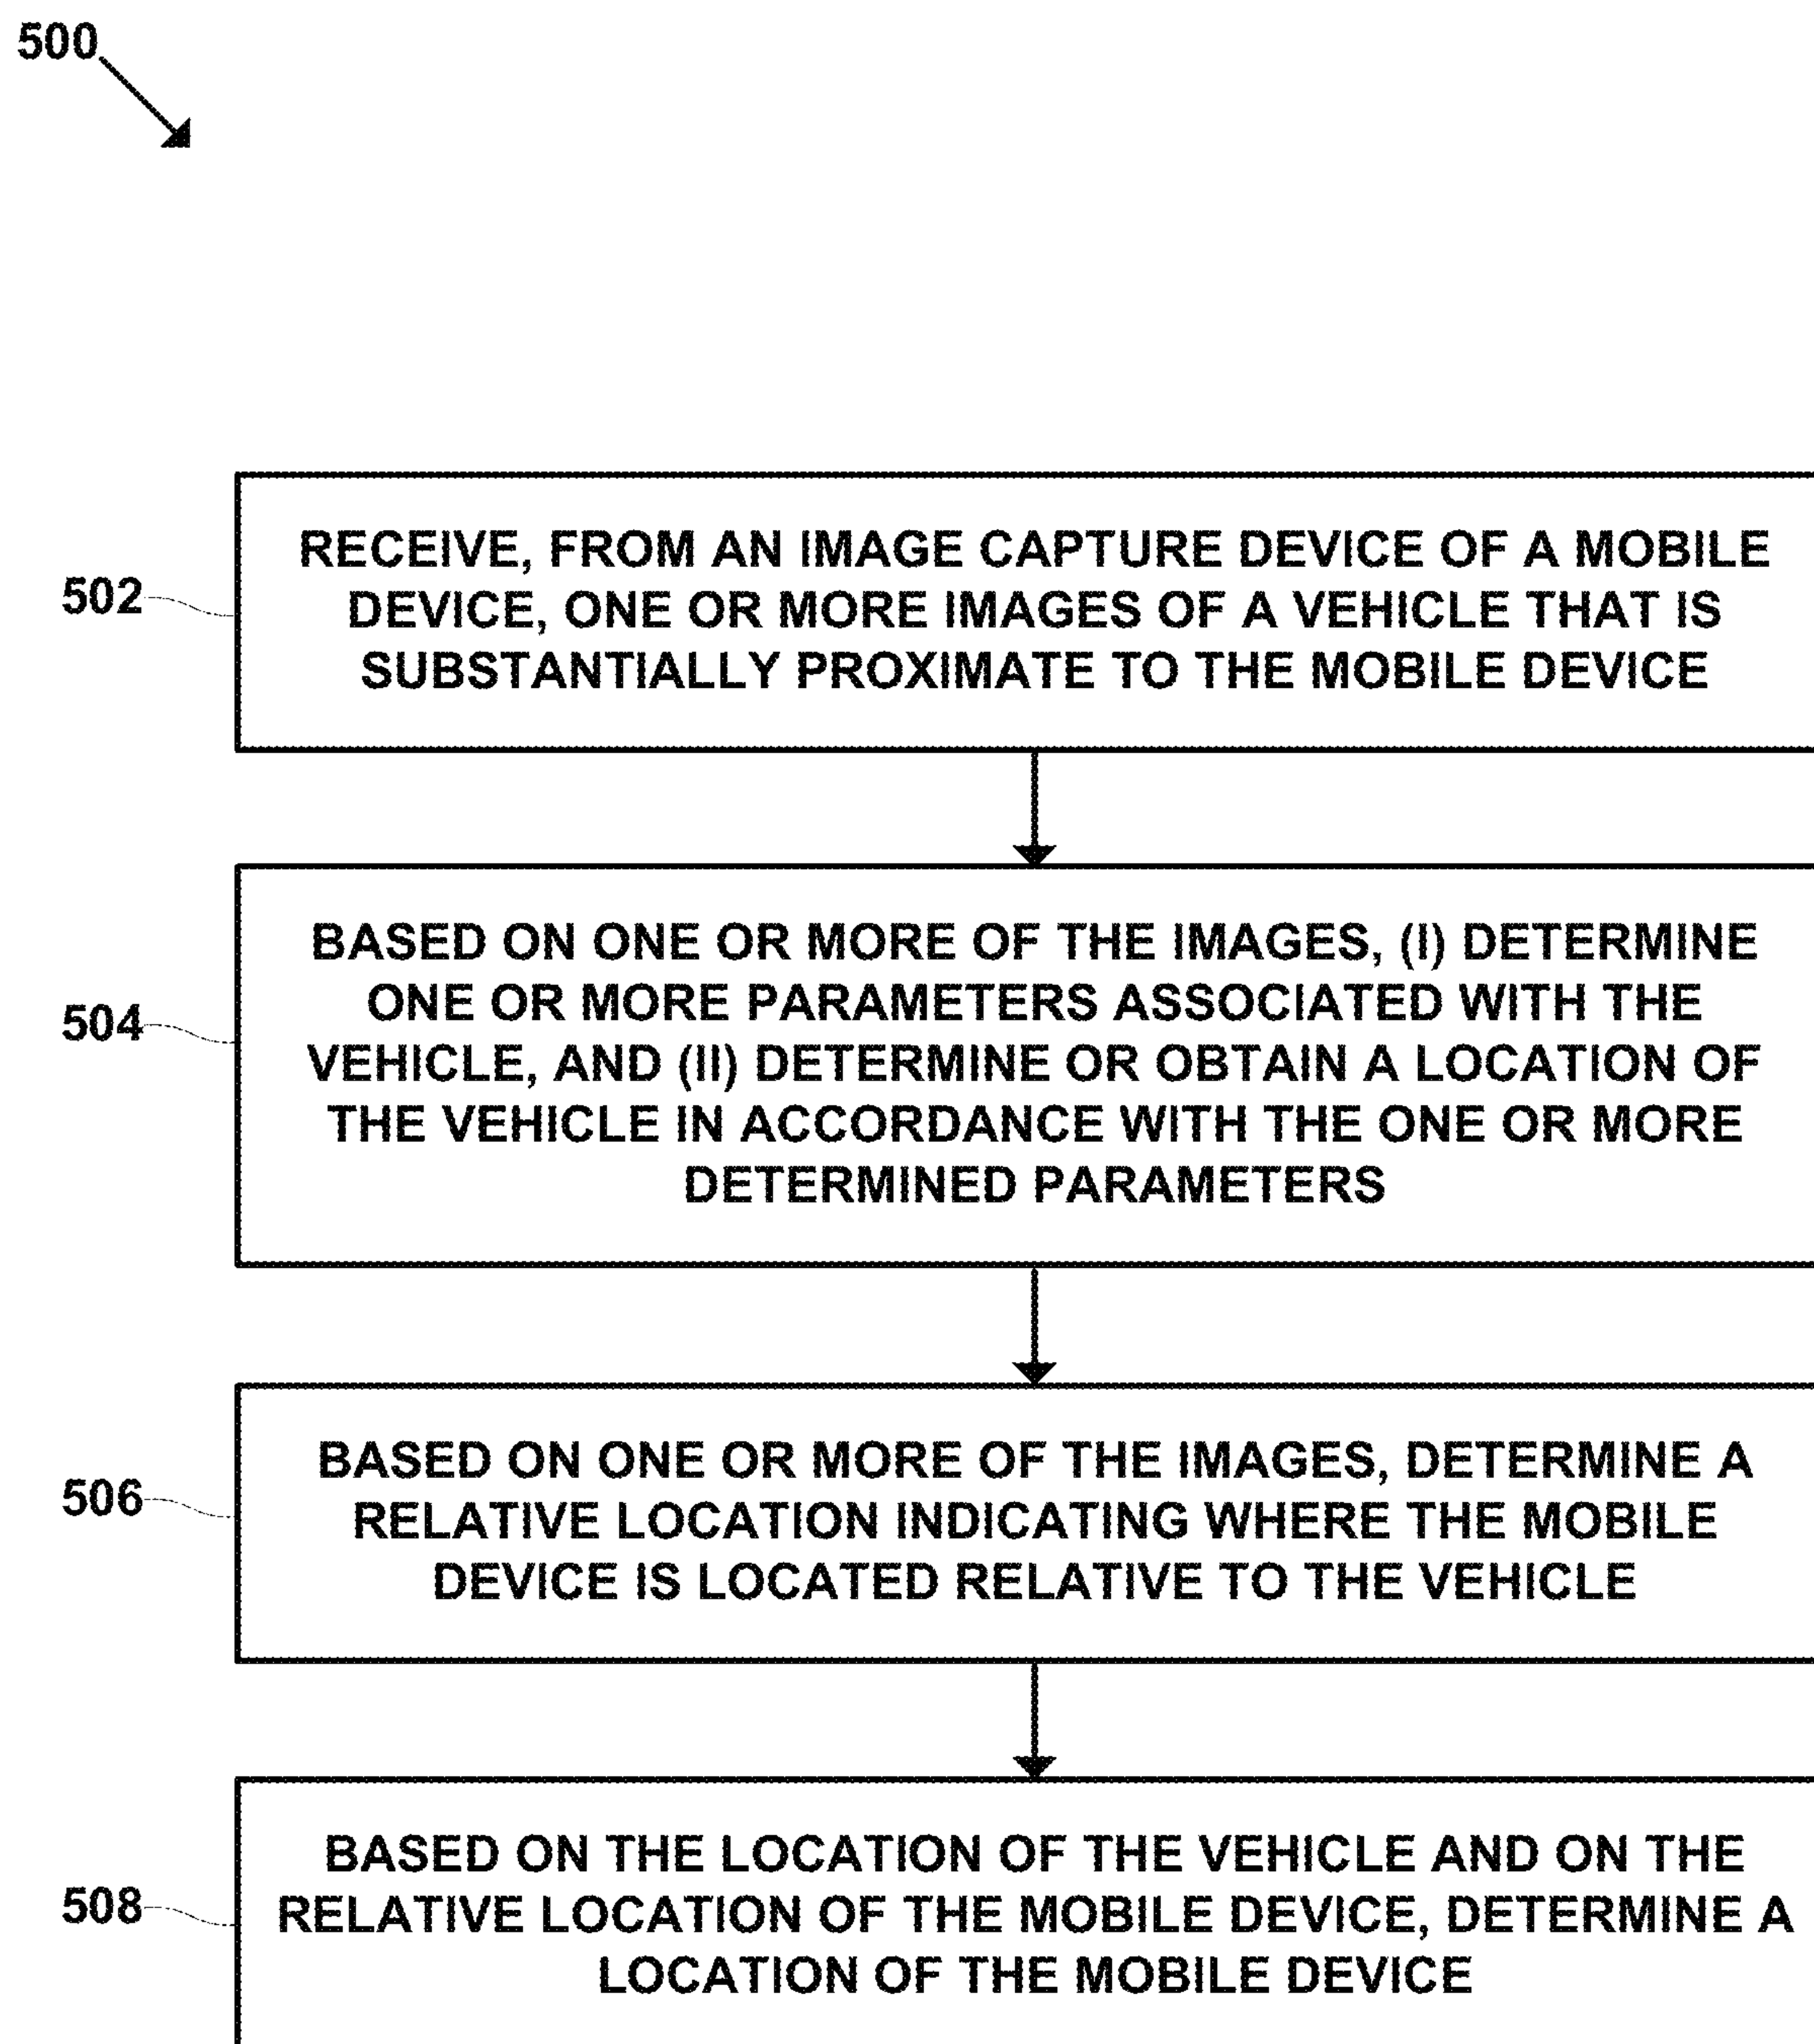 500
502
RECEIVE, FROM AN IMAGE CAPTURE DEVICE OF A MOBILE
DEVICE, ONE OR MORE IMAGES OF A VEHICLE THAT IS
SUBSTANTIALLY PROXIMATE TO THE MOBILE DEVICE
504
BASED ON ONE OR MORE OF THE IMAGES, (I) DETERMINE
ONE OR MORE PARAMETERS ASSOCIATED WITH THE
VEHICLE, AND (II) DETERMINE OR OBTAIN A LOCATION OF
THE VEHICLE IN ACCORDANCE WITH THE ONE OR MORE
DETERMINED PARAMETERS
506
BASED ON ONE OR MORE OF THE IMAGES, DETERMINE A
RELATIVE LOCATION INDICATING WHERE THE MOBILE
DEVICE IS LOCATED RELATIVE TO THE VEHICLE
508
BASED ON THE LOCATION OF THE VEHICLE AND ON THE
RELATIVE LOCATION OF THE MOBILE DEVICE, DETERMINE A
LOCATION OF THE MOBILE DEVICE